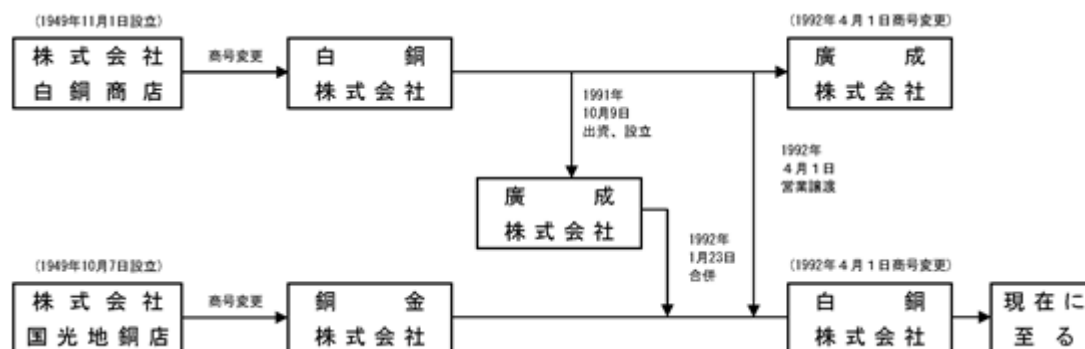 (1949年11月1日設立)
株式会社
白銅商店
商号変更
白銅
株式会社
(1992年4月1日商号変更)
廣成
株式会社
1991年
10月9日
出資、設立
1992年
4月1日
営業譲渡
廣成
株式会社
1992年
1月23日
合併
(1949年10月7日設立)
株式会社
国光地銅店
商号変更
銅金
株式会社
(1992年4月1日商号変更)
白銅
株式会社
現在に
至る